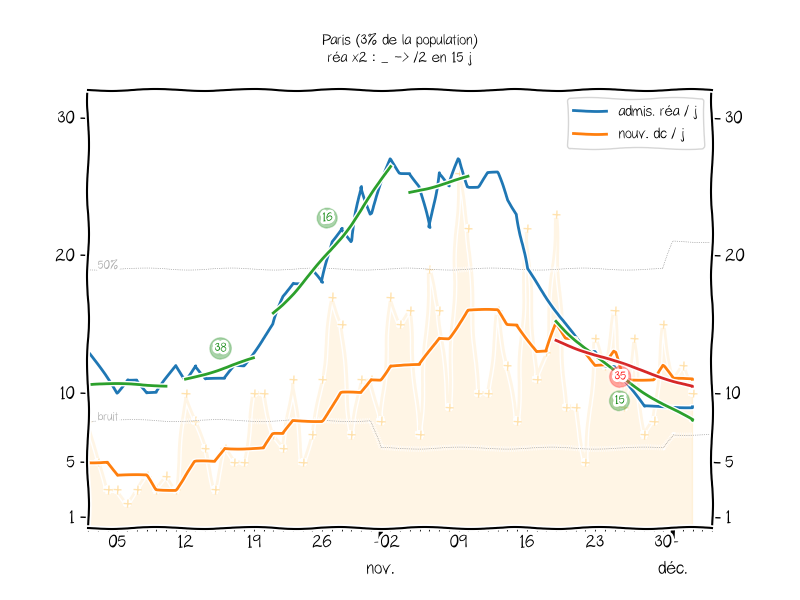 Paris (3% de la population)
réa x2 : _ -> /2 en 15 j
30
30
admis. réa / j
nouv. dc / j
16
20
20
50%
38
35
15
10
10
bruit
5
5
1
1
05 12 19 26 02 09 16 23 30
nov. déc.